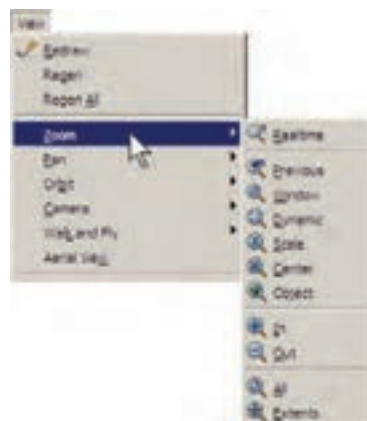 View
Redraw
Regen
Regen All
Zoom
Pan
Orbit
Camera
Walk and Fly
Aerial View
Realtime
Previous
Window
Dynamic
Scale
Center
Object
In
Out
All
Extents